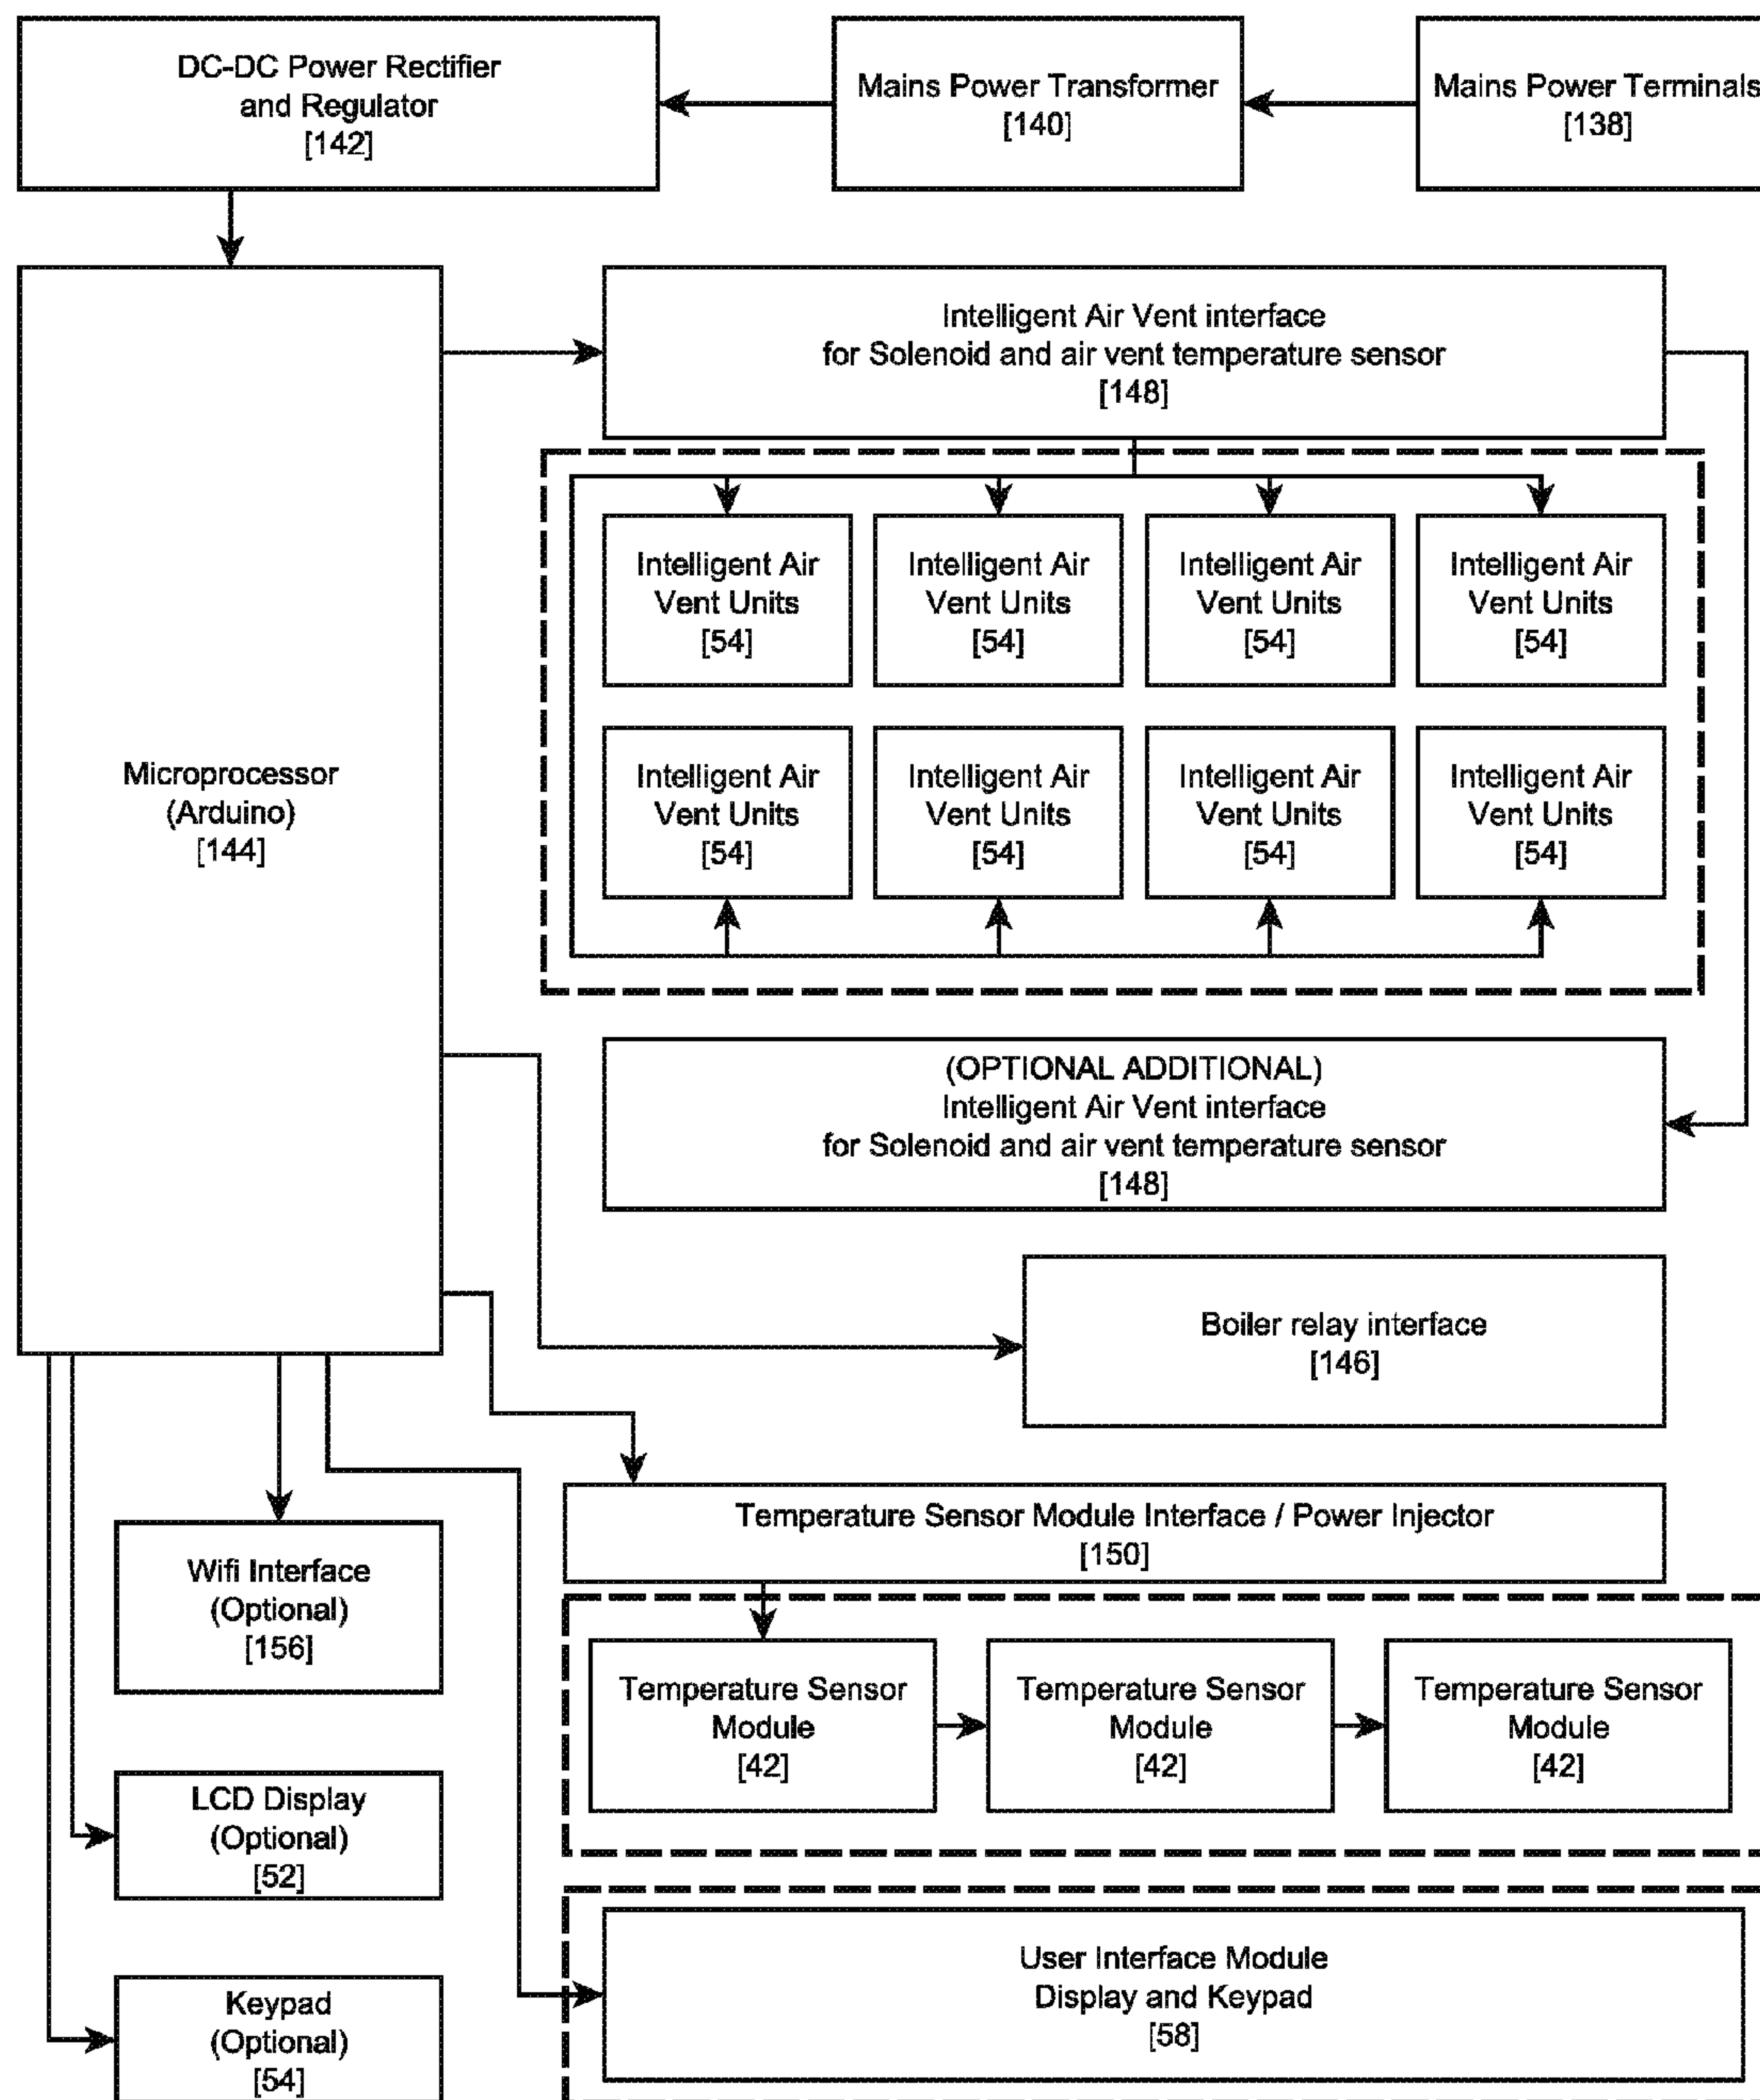 DC-DC Power Rectifier
and Regulator
[142]
Mains Power Transformer
[140]
Mains Power Terminals
[138]
Microprocessor
(Arduino)
[144]
Intelligent Air Vent interface
for Solenoid and air vent temperature sensor
[148]
Intelligent Air
Vent Units
[54]
Intelligent Air
Vent Units
[54]
Intelligent Air
Vent Units
[54]
Intelligent Air
Vent Units
[54]
Intelligent Air
Vent Units
[54]
Intelligent Air
Vent Units
[54]
Intelligent Air
Vent Units
[54]
Intelligent Air
Vent Units
[54]
(OPTIONAL ADDITIONAL)
Intelligent Air Vent interface
for Solenoid and air vent temperature sensor
[148]
Boiler relay interface
[146]
Temperature Sensor Module Interface / Power Injector
[150]
Temperature Sensor
Module
[42]
Temperature Sensor
Module
[42]
Temperature Sensor
Module
[42]
Wifi Interface
(Optional)
[156]
LCD Display
(Optional)
[52]
Keypad
(Optional)
[54]
User Interface Module
Display and Keypad
[58]